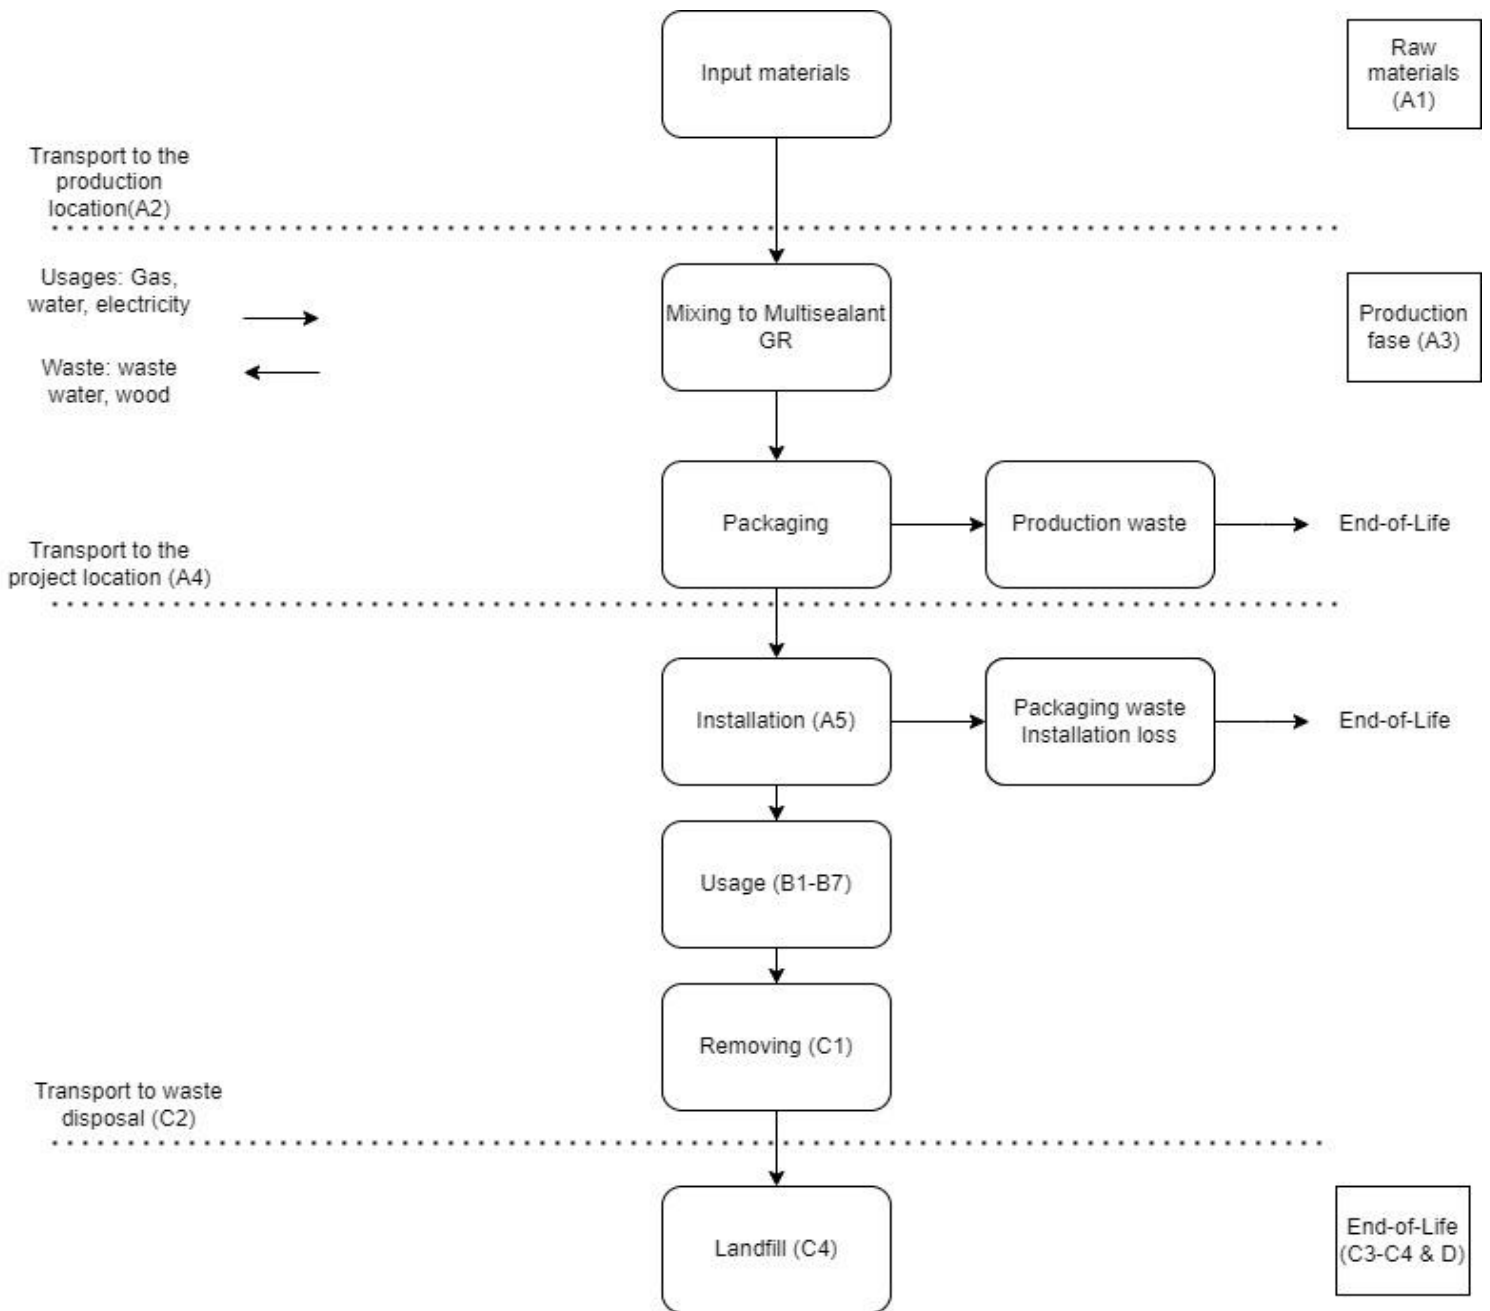 Input materials
Raw
materials
(A1)
Transport to the
production
location(A2)
Usages: Gas,
water, electricity
Waste: waste
water, wood
Mixing to Multisealant
GR
Production
fase (A3)
Packaging
Production waste
End-of-Life
Transport to the
project location (A4)
Installation (A5)
Packaging waste
Installation loss
End-of-Life
Usage (B1-B7)
Removing (C1)
Transport to waste
disposal (C2)
Landfill (C4)
End-of-Life
(C3-C4 & D)